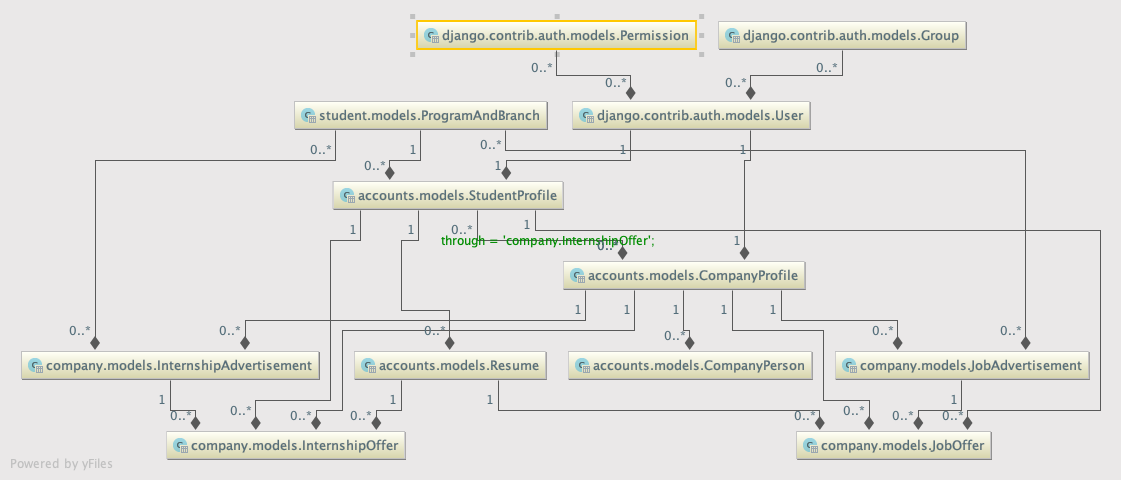 django.contrib.auth.models.Permission
django.contrib.auth.models.Group
0..*
0..*
0..*
0..*
student.models.ProgramAndBranch
django.contrib.auth.models.User
0..*
1
0..*
1
1
0..*
1
accounts.models.StudentProfile
1
1
0..*
1
through = 'company.InternshipOffer';
0..*
1
accounts.models.CompanyProfile
1
1
1
1
1
0..*
0..*
0..*
0..*
0..*
0..*
company.models.InternshipAdvertisement
accounts.models.Resume
accounts.models.CompanyPerson
company.models.JobAdvertisement
1
1
1
1
0..*
0..*
0..*
0..*
0..*
0..*
0..*
0..*
company.models.InternshipOffer
company.models.JobOffer
Powered by yFiles